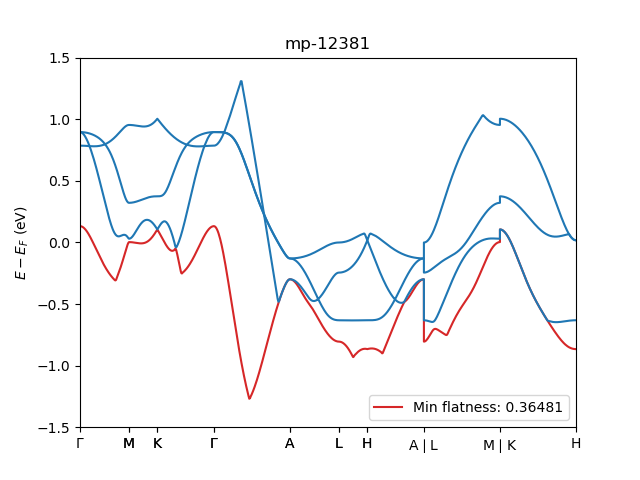 mp-12381
1.5
1.0
0.5
0.0
−0.5
−1.0
−1.5
E − E_F (eV)
Min flatness: 0.36481
Γ M K Γ A L H A | L M | K H